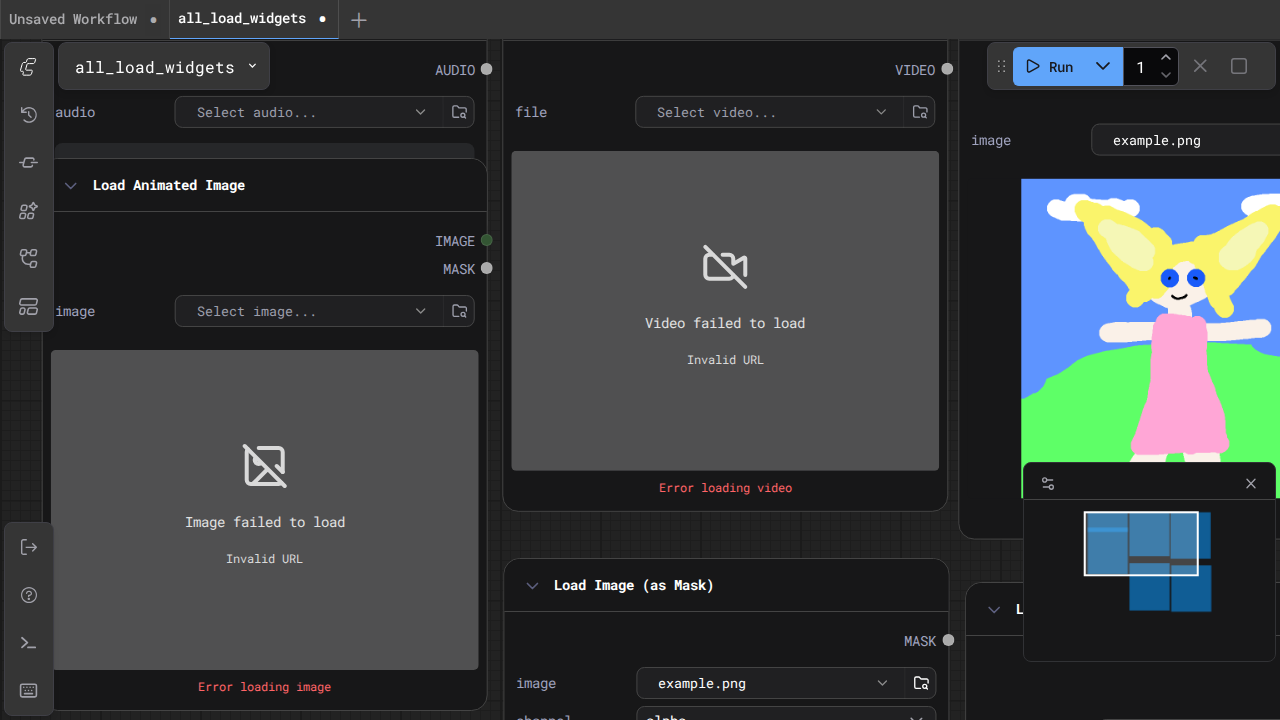 Unsaved Workflow
all_load_widgets
all_load_widgets
AUDIO
audio
Select audio...
Load Animated Image
IMAGE
MASK
image
Select image...
Image failed to load
Invalid URL
Error loading image
VIDEO
file
Select video...
Video failed to load
Invalid URL
Error loading video
Load Image (as Mask)
MASK
image
example.png
channel
alpha
Run
1
image
example.png
L